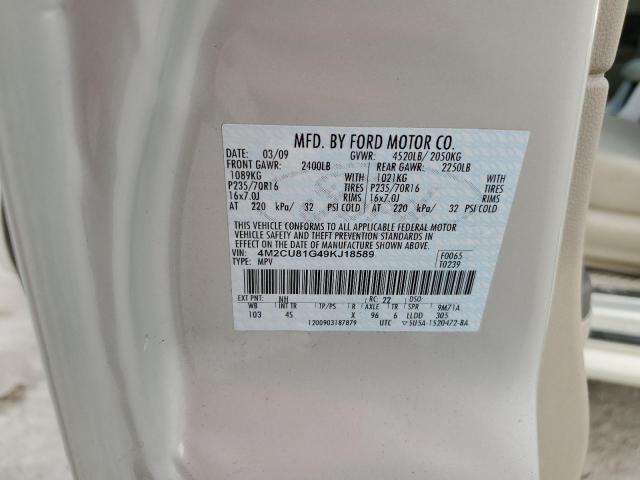 MFD. BY FORD MOTOR CO.
DATE: 03/09 GVWR: 4520LB/ 2050KG
FRONT GAWR: 2400LB REAR GAWR: 2250LB
1089KG WITH 1021KG WITH
P235/70R16 TIRES P235/70R16 TIRES
16x7.0J RIMS 16x7.0J RIMS
AT 220 kPa/ 32 PSI COLD AT 220 kPa/ 32 PSI COLD
THIS VEHICLE CONFORMS TO ALL APPLICABLE FEDERAL MOTOR
VEHICLE SAFETY AND THEFT PREVENTION STANDARDS IN
EFFECT ON THE DATE OF MANUFACTURE SHOWN ABOVE.
VIN: 4M2CU81G49KJ18589 F0065
TYPE: MPV T0239
EXT PNT: NH RC: 22 DSO:
WB INT TR TP/PS R AXLE TR SPR 9M71A
103 4S X 96 6 LLDD 305
1200903187879 UTC ▽5U5A-1520472-BA